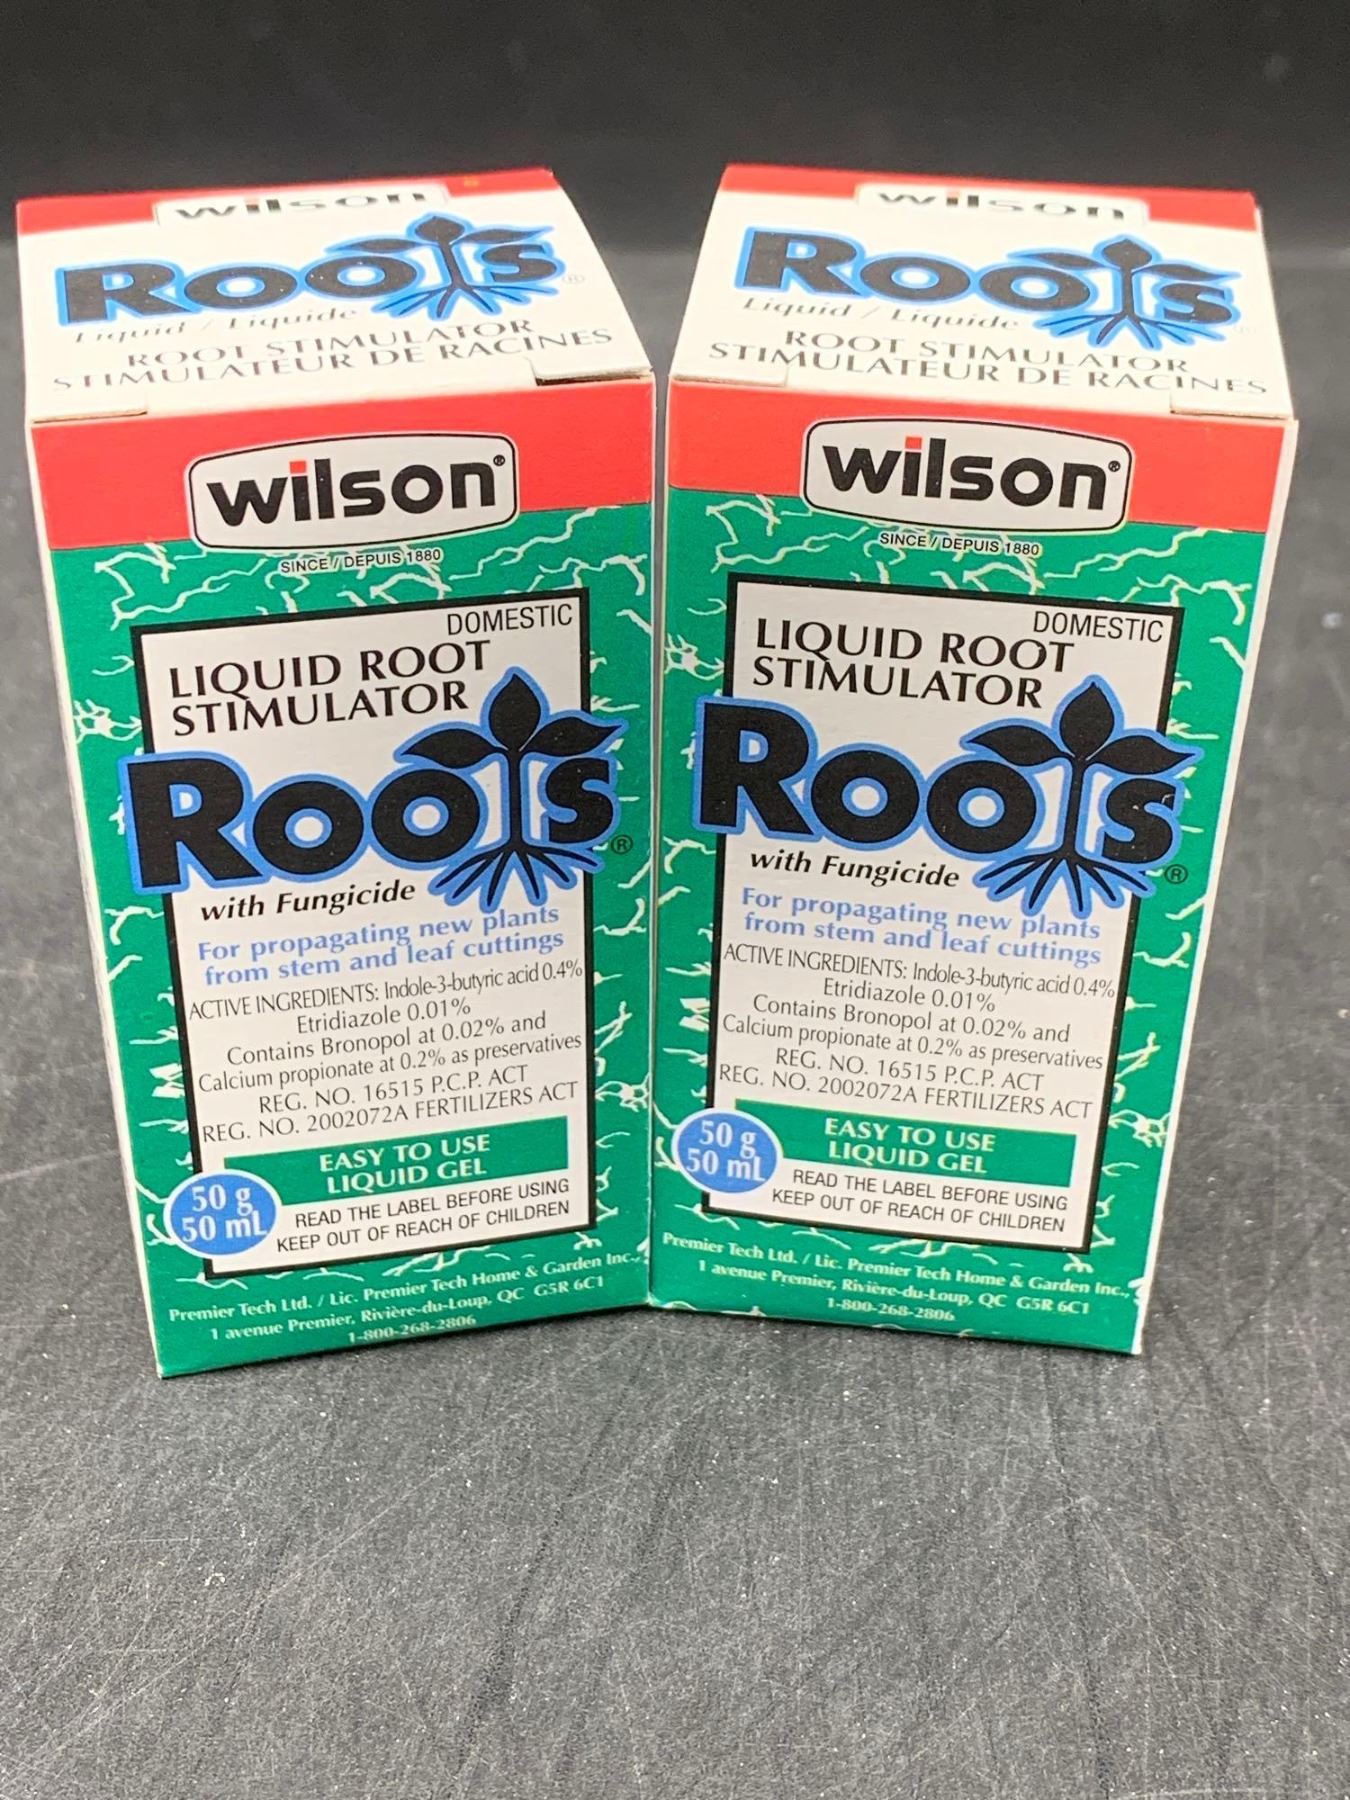 wilson
Roots®
Liquid / Liquide
ROOT STIMULATOR
STIMULATEUR DE RACINES
wilson®
SINCE / DEPUIS 1880
DOMESTIC
LIQUID ROOT
STIMULATOR
Roots®
with Fungicide
For propagating new plants
from stem and leaf cuttings
ACTIVE INGREDIENTS: Indole-3-butyric acid 0.4%
Etridiazole 0.01%
Contains Bronopol at 0.02% and
Calcium propionate at 0.2% as preservatives
REG. NO. 16515 P.C.P. ACT
REG. NO. 2002072A FERTILIZERS ACT
EASY TO USE
LIQUID GEL
50 g
50 mL
READ THE LABEL BEFORE USING
KEEP OUT OF REACH OF CHILDREN
Premier Tech Ltd. / Lic. Premier Tech Home & Garden Inc.,
1 avenue Premier, Rivière-du-Loup, QC G5R 6C1
1-800-268-2806
wilson
Roots
Liquid / Liquide
ROOT STIMULATOR
STIMULATEUR DE RACINES
wilson®
SINCE / DEPUIS 1880
DOMESTIC
LIQUID ROOT
STIMULATOR
Roots®
with Fungicide
For propagating new plants
from stem and leaf cuttings
ACTIVE INGREDIENTS: Indole-3-butyric acid 0.4%
Etridiazole 0.01%
Contains Bronopol at 0.02% and
Calcium propionate at 0.2% as preservatives
REG. NO. 16515 P.C.P. ACT
REG. NO. 2002072A FERTILIZERS ACT
EASY TO USE
LIQUID GEL
50 g
50 mL
READ THE LABEL BEFORE USING
KEEP OUT OF REACH OF CHILDREN
Premier Tech Ltd. / Lic. Premier Tech Home & Garden Inc.,
1 avenue Premier, Rivière-du-Loup, QC G5R 6C1
1-800-268-2806